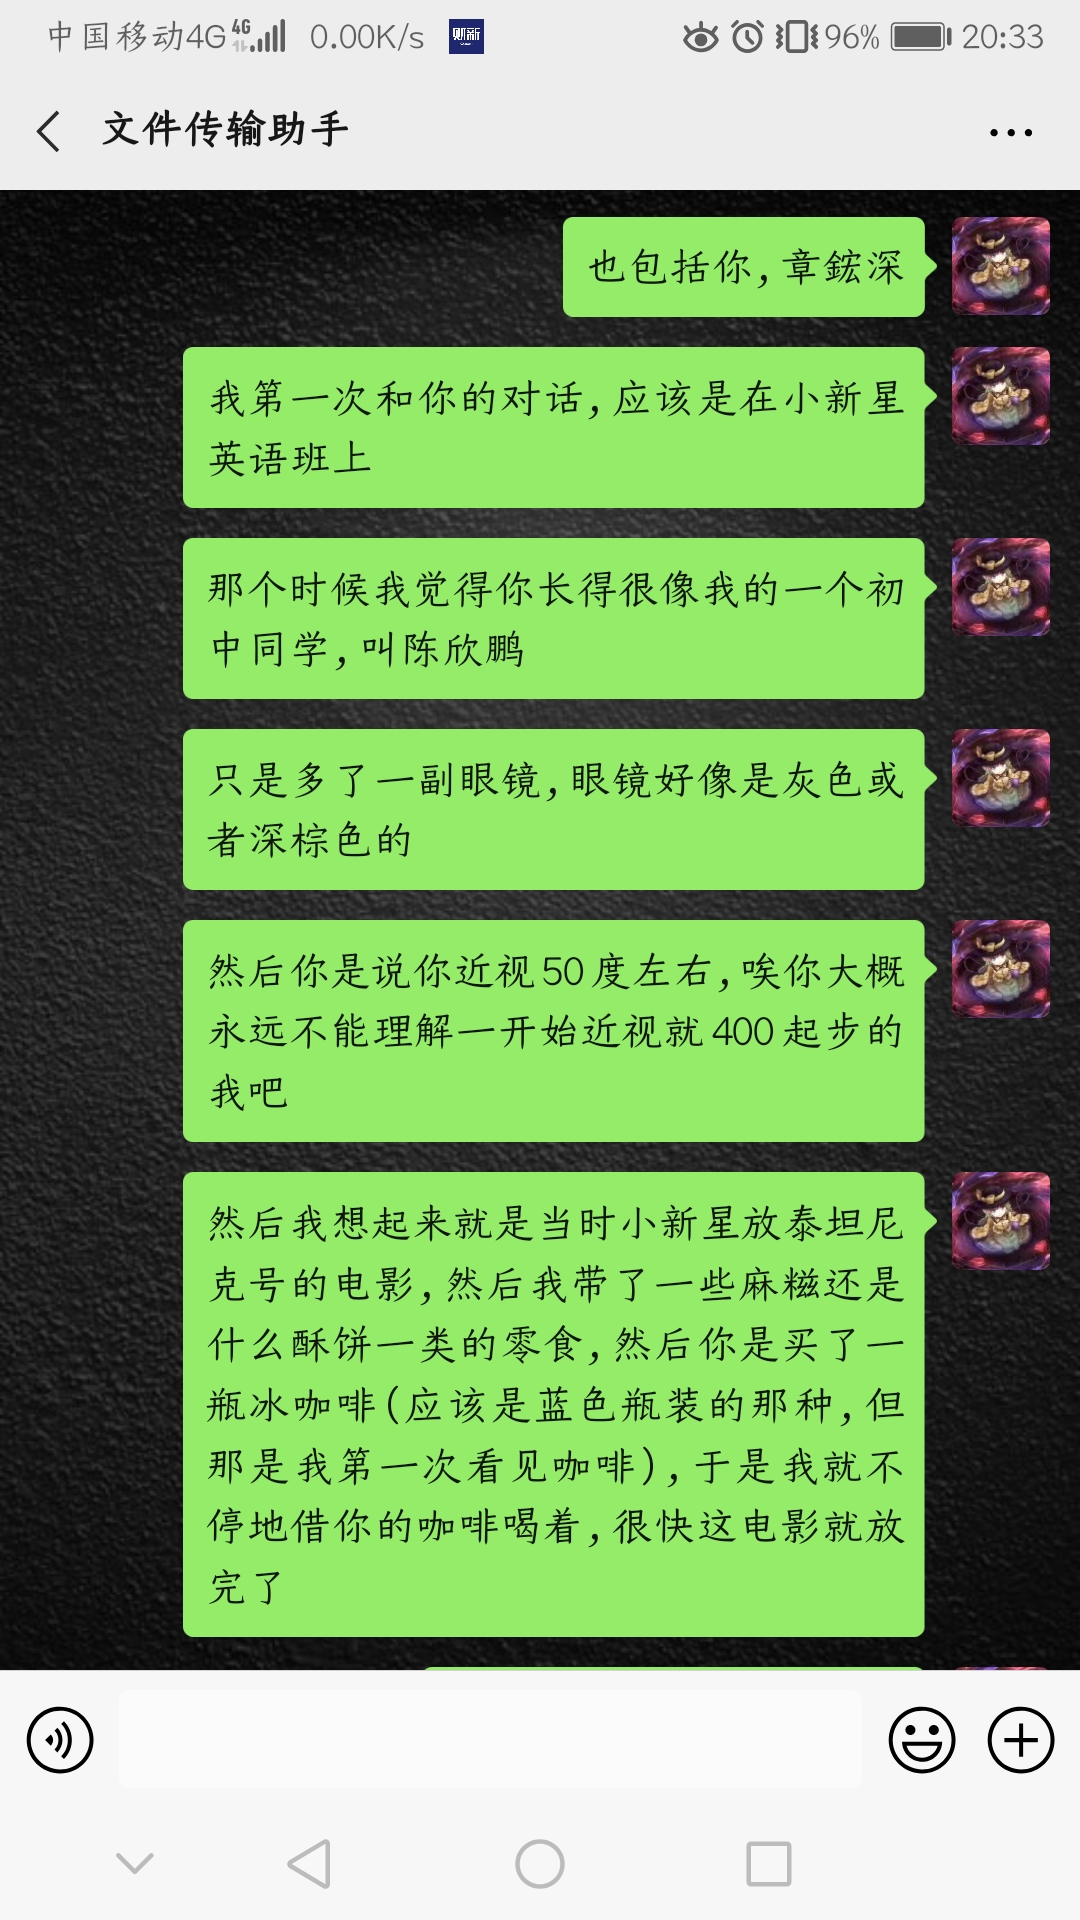 中国移动4G 4G 0.00K/s 财新 96% 20:33
文件传输助手
也包括你,章鋐深
我第一次和你的对话,应该是在小新星
英语班上
那个时候我觉得你长得很像我的一个初
中同学,叫陈欣鹏
只是多了一副眼镜,眼镜好像是灰色或
者深棕色的
然后你是说你近视50度左右,唉你大概
永远不能理解一开始近视就400起步的
我吧
然后我想起来就是当时小新星放泰坦尼
克号的电影,然后我带了一些麻糍还是
什么酥饼一类的零食,然后你是买了一
瓶冰咖啡(应该是蓝色瓶装的那种,但
那是我第一次看见咖啡),于是我就不
停地借你的咖啡喝着,很快这电影就放
完了